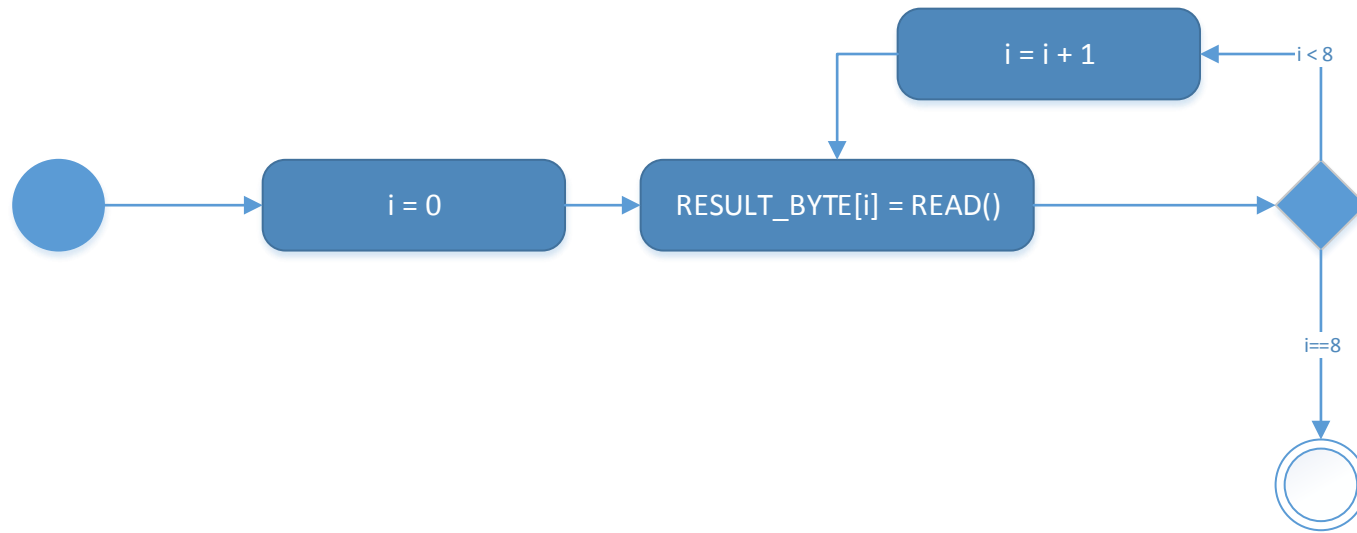 i = i + 1
i < 8
i = 0
RESULT_BYTE[i] = READ()
i==8